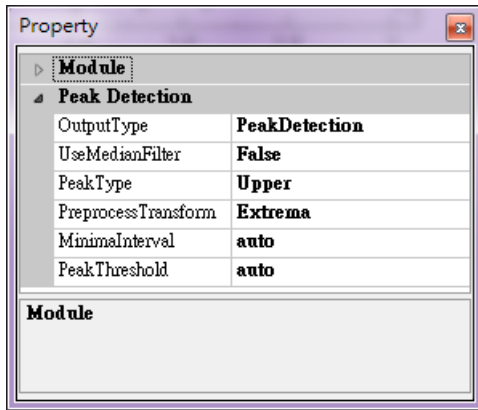 Property
Module
Peak Detection
OutputType PeakDetection
UseMedianFilter False
PeakType Upper
PreprocessTransform Extrema
MinimaInterval auto
PeakThreshold auto
Module